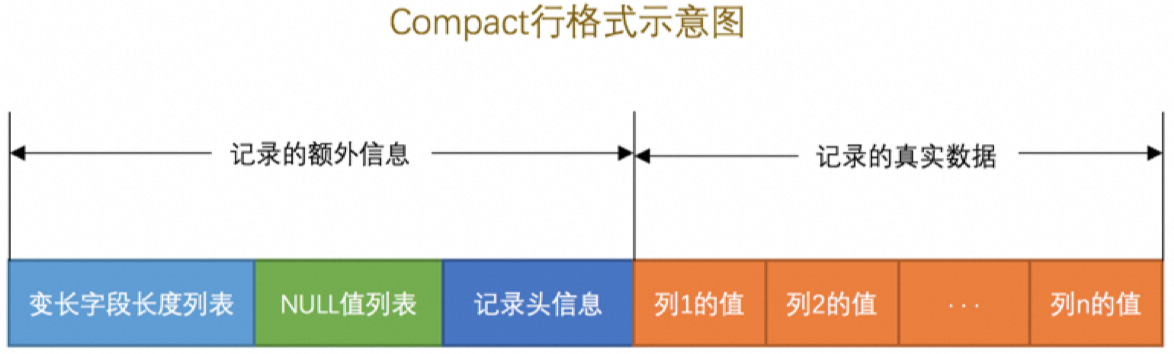 Compact行格式示意图
记录的额外信息
记录的真实数据
变长字段长度列表
NULL值列表
记录头信息
列1的值
列2的值
...
列n的值